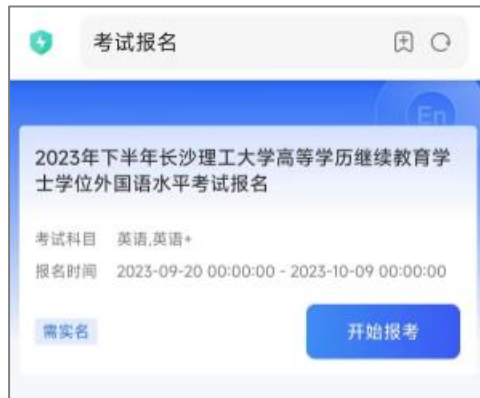 考试报名
En
2023年下半年长沙理工大学高等学历继续教育学
士学位外国语水平考试报名
考试科目 英语,英语+
报名时间 2023-09-20 00:00:00 - 2023-10-09 00:00:00
需实名
开始报考